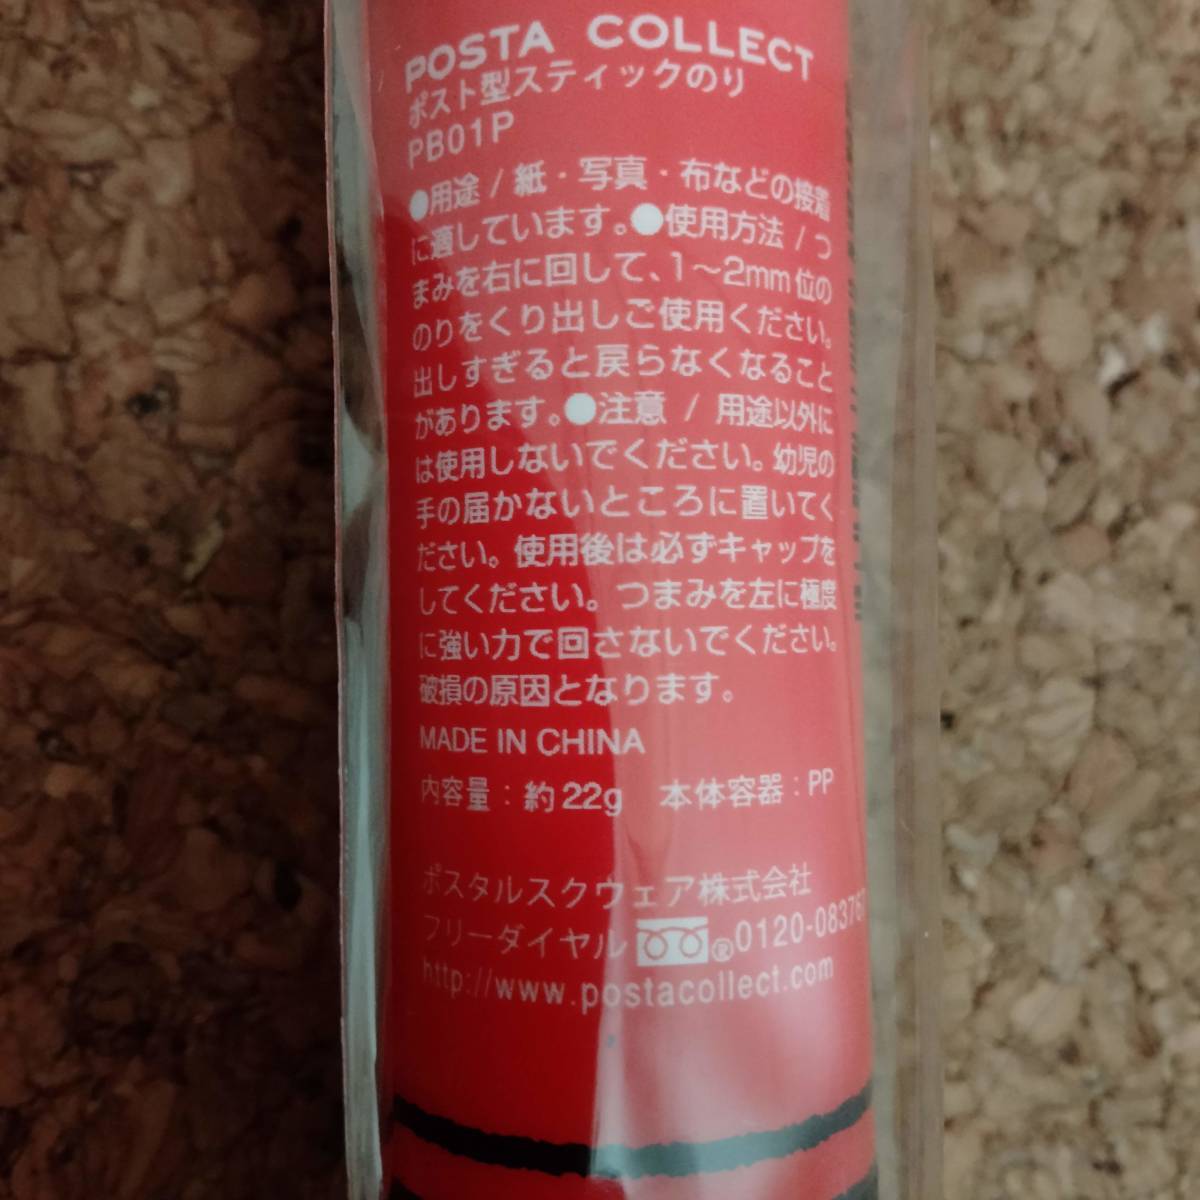 POSTA COLLECT
ポスト型スティックのり
PB01P
●用途 / 紙・写真・布などの接着
に適しています。●使用方法 / つ
まみを右に回して、1～2mm位の
のりをくり出しご使用ください。
出しすぎると戻らなくなること
があります。●注意 / 用途以外に
は使用しないでください。幼児の
手の届かないところに置いてく
ださい。使用後は必ずキャップを
してください。つまみを左に極度
に強い力で回さないでください。
破損の原因となります。
MADE IN CHINA
内容量：約22g 本体容器：PP
ポスタルスクウェア株式会社
フリーダイヤル ®0120-083767
http://www.postacollect.com